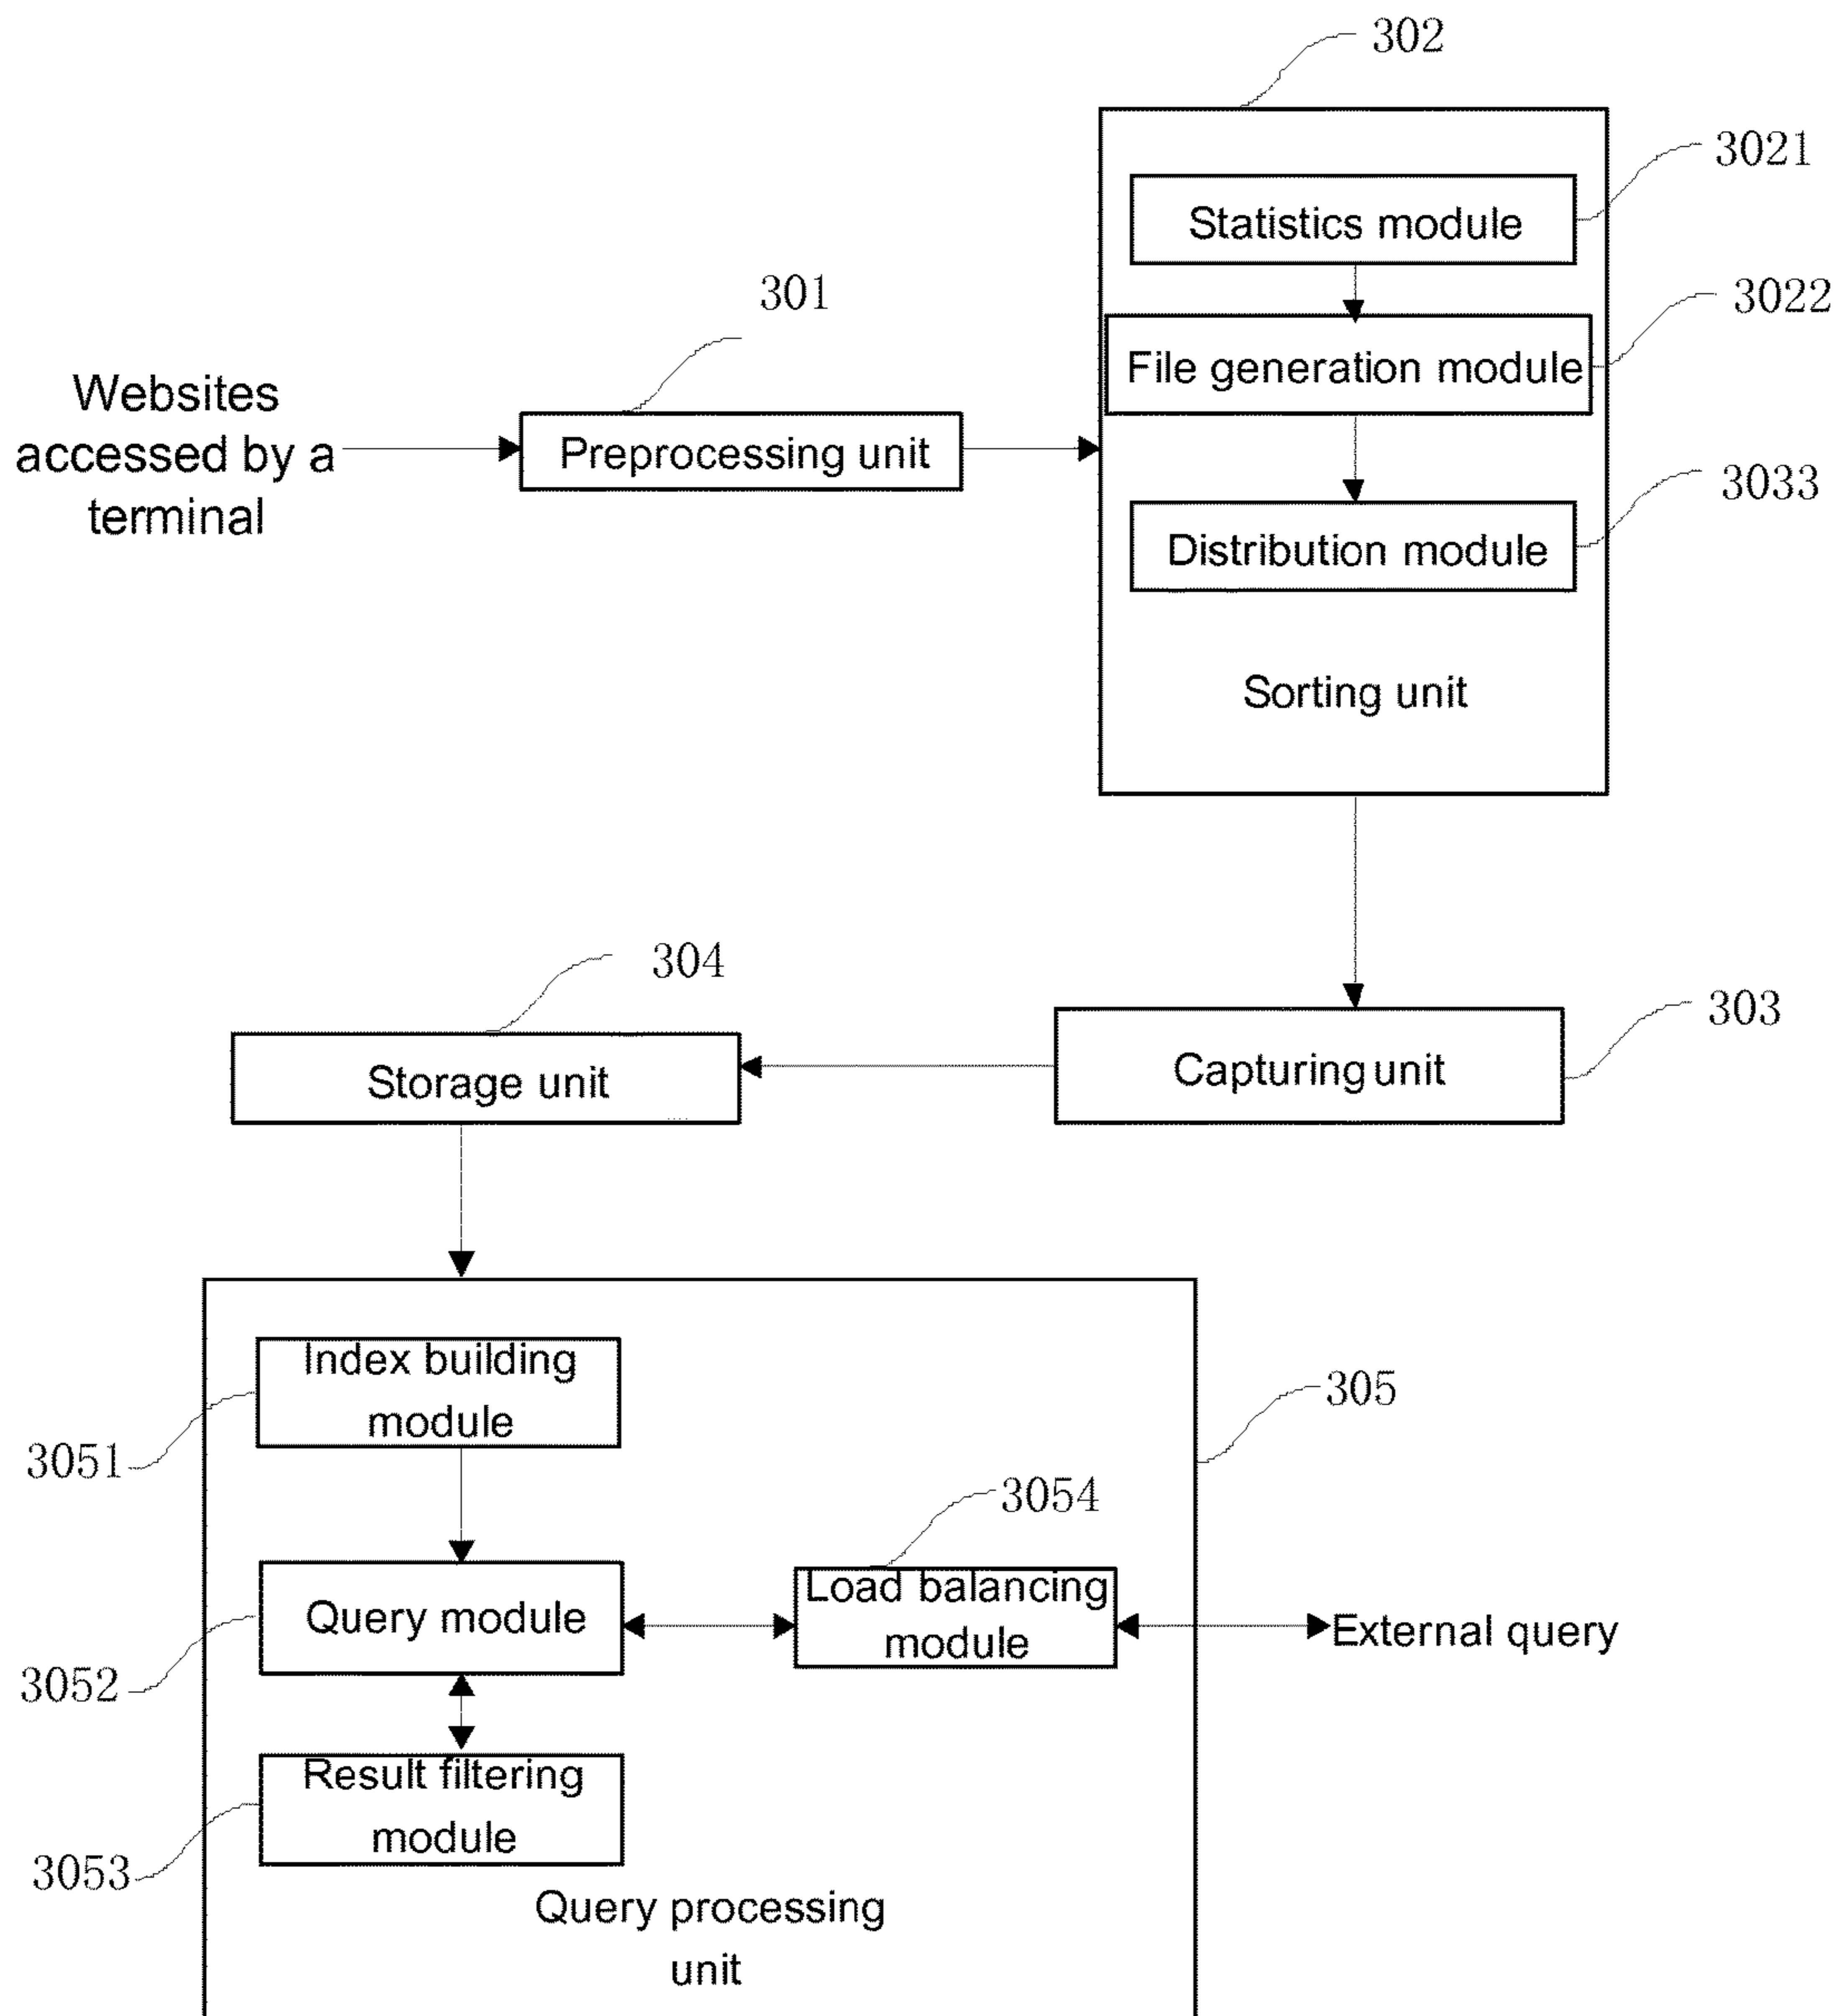 302
3021
Statistics module
301
3022
File generation module
Websites
accessed by a
terminal
Preprocessing unit
3033
Distribution module
Sorting unit
304
303
Storage unit
Capturing unit
Index building
module
3051
305
3054
Load balancing
module
Query module
External query
3052
Result filtering
module
3053
Query processing
unit